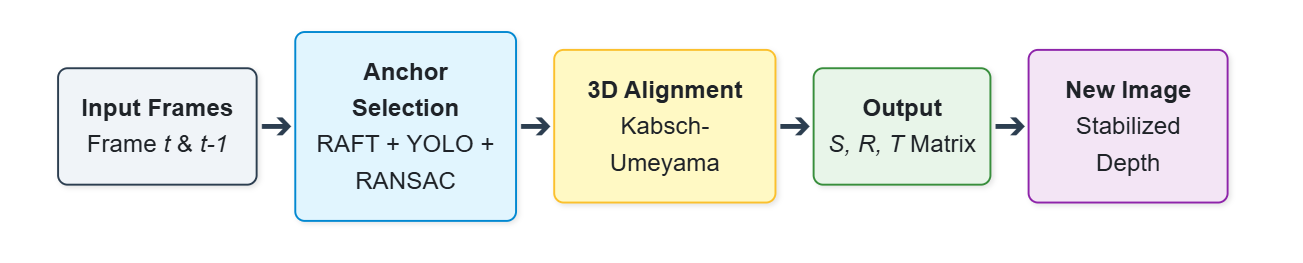 Input Frames
Frame t & t-1
Anchor
Selection
RAFT + YOLO +
RANSAC
3D Alignment
Kabsch-
Umeyama
Output
S, R, T Matrix
New Image
Stabilized
Depth